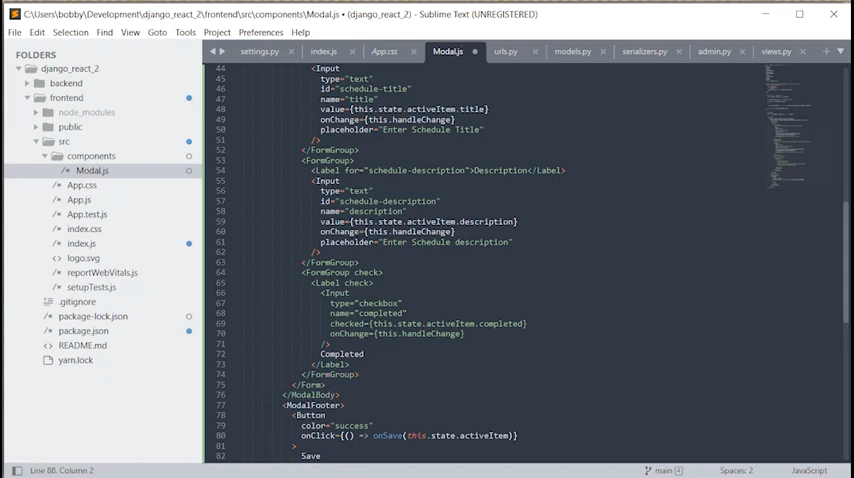 C:\Users\bobby\Development\django_react_2\frontend\src\components\Modal.js • (django_react_2) - Sublime Text (UNREGISTERED)
File Edit Selection Find View Goto Tools Project Preferences Help
FOLDERS
django_react_2
backend
frontend
node_modules
public
src
components
Modal.js
App.css
App.js
App.test.js
index.css
index.js
logo.svg
reportWebVitals.js
setupTests.js
.gitignore
package-lock.json
package.json
README.md
yarn.lock
settings.py index.js App.css Modal.js urls.py models.py serializers.py admin.py views.py
44 <Input
45 type="text"
46 id="schedule-title"
47 name="title"
48 value={this.state.activeItem.title}
49 onChange={this.handleChange}
50 placeholder="Enter Schedule Title"
51 />
52 </FormGroup>
53 <FormGroup>
54 <Label for="schedule-description">Description</Label>
55 <Input
56 type="text"
57 id="schedule-description"
58 name="description"
59 value={this.state.activeItem.description}
60 onChange={this.handleChange}
61 placeholder="Enter Schedule description"
62 />
63 </FormGroup>
64 <FormGroup check>
65 <Label check>
66 <Input
67 type="checkbox"
68 name="completed"
69 checked={this.state.activeItem.completed}
70 onChange={this.handleChange}
71 />
72 Completed
73 </Label>
74 </FormGroup>
75 </Form>
76 </ModalBody>
77 <ModalFooter>
78 <Button
79 color="success"
80 onClick={() => onSave(this.state.activeItem)}
81 >
82 Save
Line 88, Column 2 main 4 Spaces: 2 JavaScript